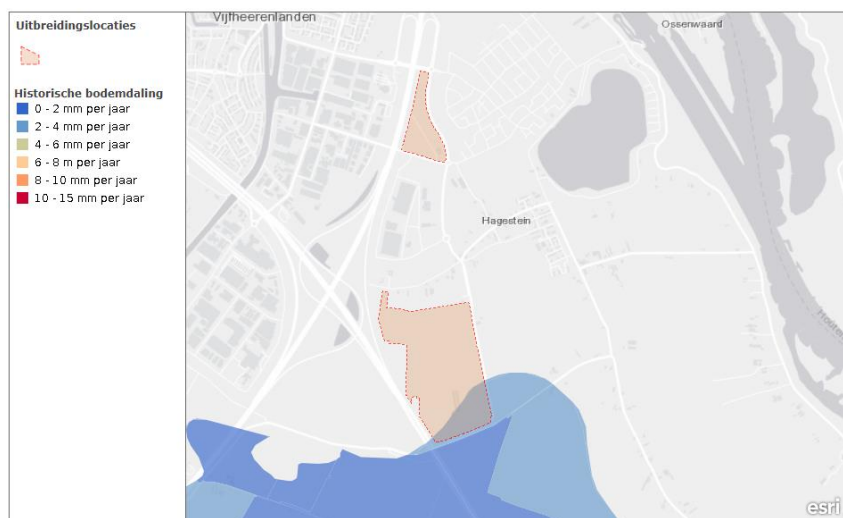 Uitbreidingslocaties
Historische bodemdaling
0 - 2 mm per jaar
2 - 4 mm per jaar
4 - 6 mm per jaar
6 - 8 m per jaar
8 - 10 mm per jaar
10 - 15 mm per jaar
Vijfheerenlanden
Ossenwaard
Hagestein
esri